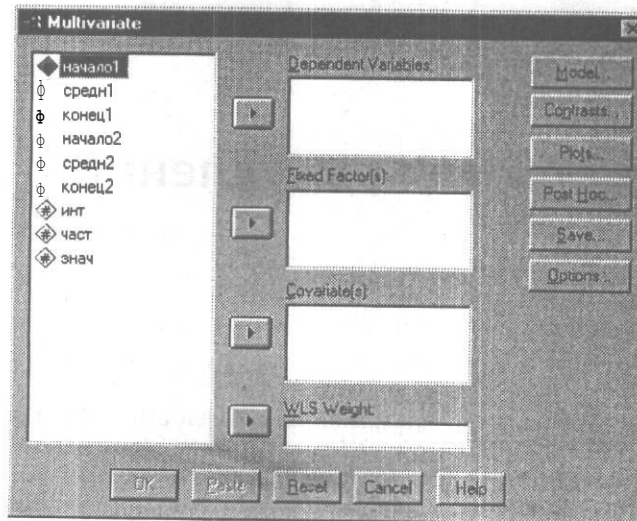 Multivariate
начало1
средн1
конец1
начало2
средн2
конец2
инт
част
знач
Dependent Variables:
Fixed Factor(s):
Covariate(s):
WLS Weight:
Model...
Contrasts...
Plots...
Post Hoc...
Save...
Options...
OK
Paste
Reset
Cancel
Help